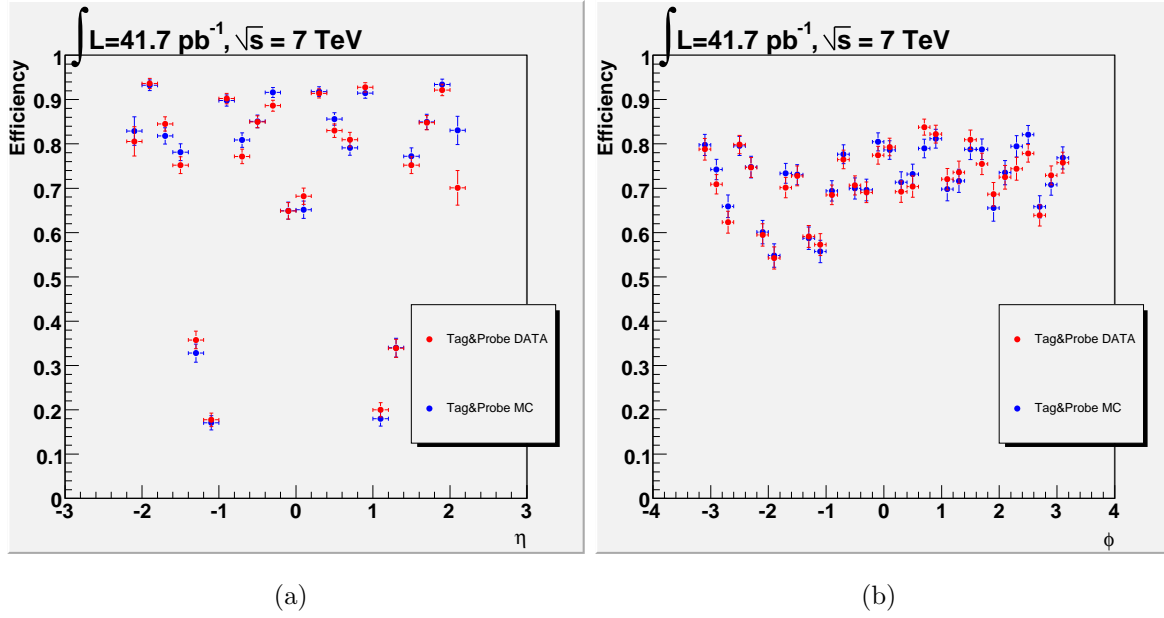 ∫ L=41.7 pb⁻¹, √s = 7 TeV
Efficiency
1
0.9
0.8
0.7
0.6
0.5
0.4
0.3
0.2
0.1
0
-3 -2 -1 0 1 2 3
η
Tag&Probe DATA
Tag&Probe MC
(a)
∫ L=41.7 pb⁻¹, √s = 7 TeV
Efficiency
1
0.9
0.8
0.7
0.6
0.5
0.4
0.3
0.2
0.1
0
-4 -3 -2 -1 0 1 2 3 4
ϕ
Tag&Probe DATA
Tag&Probe MC
(b)